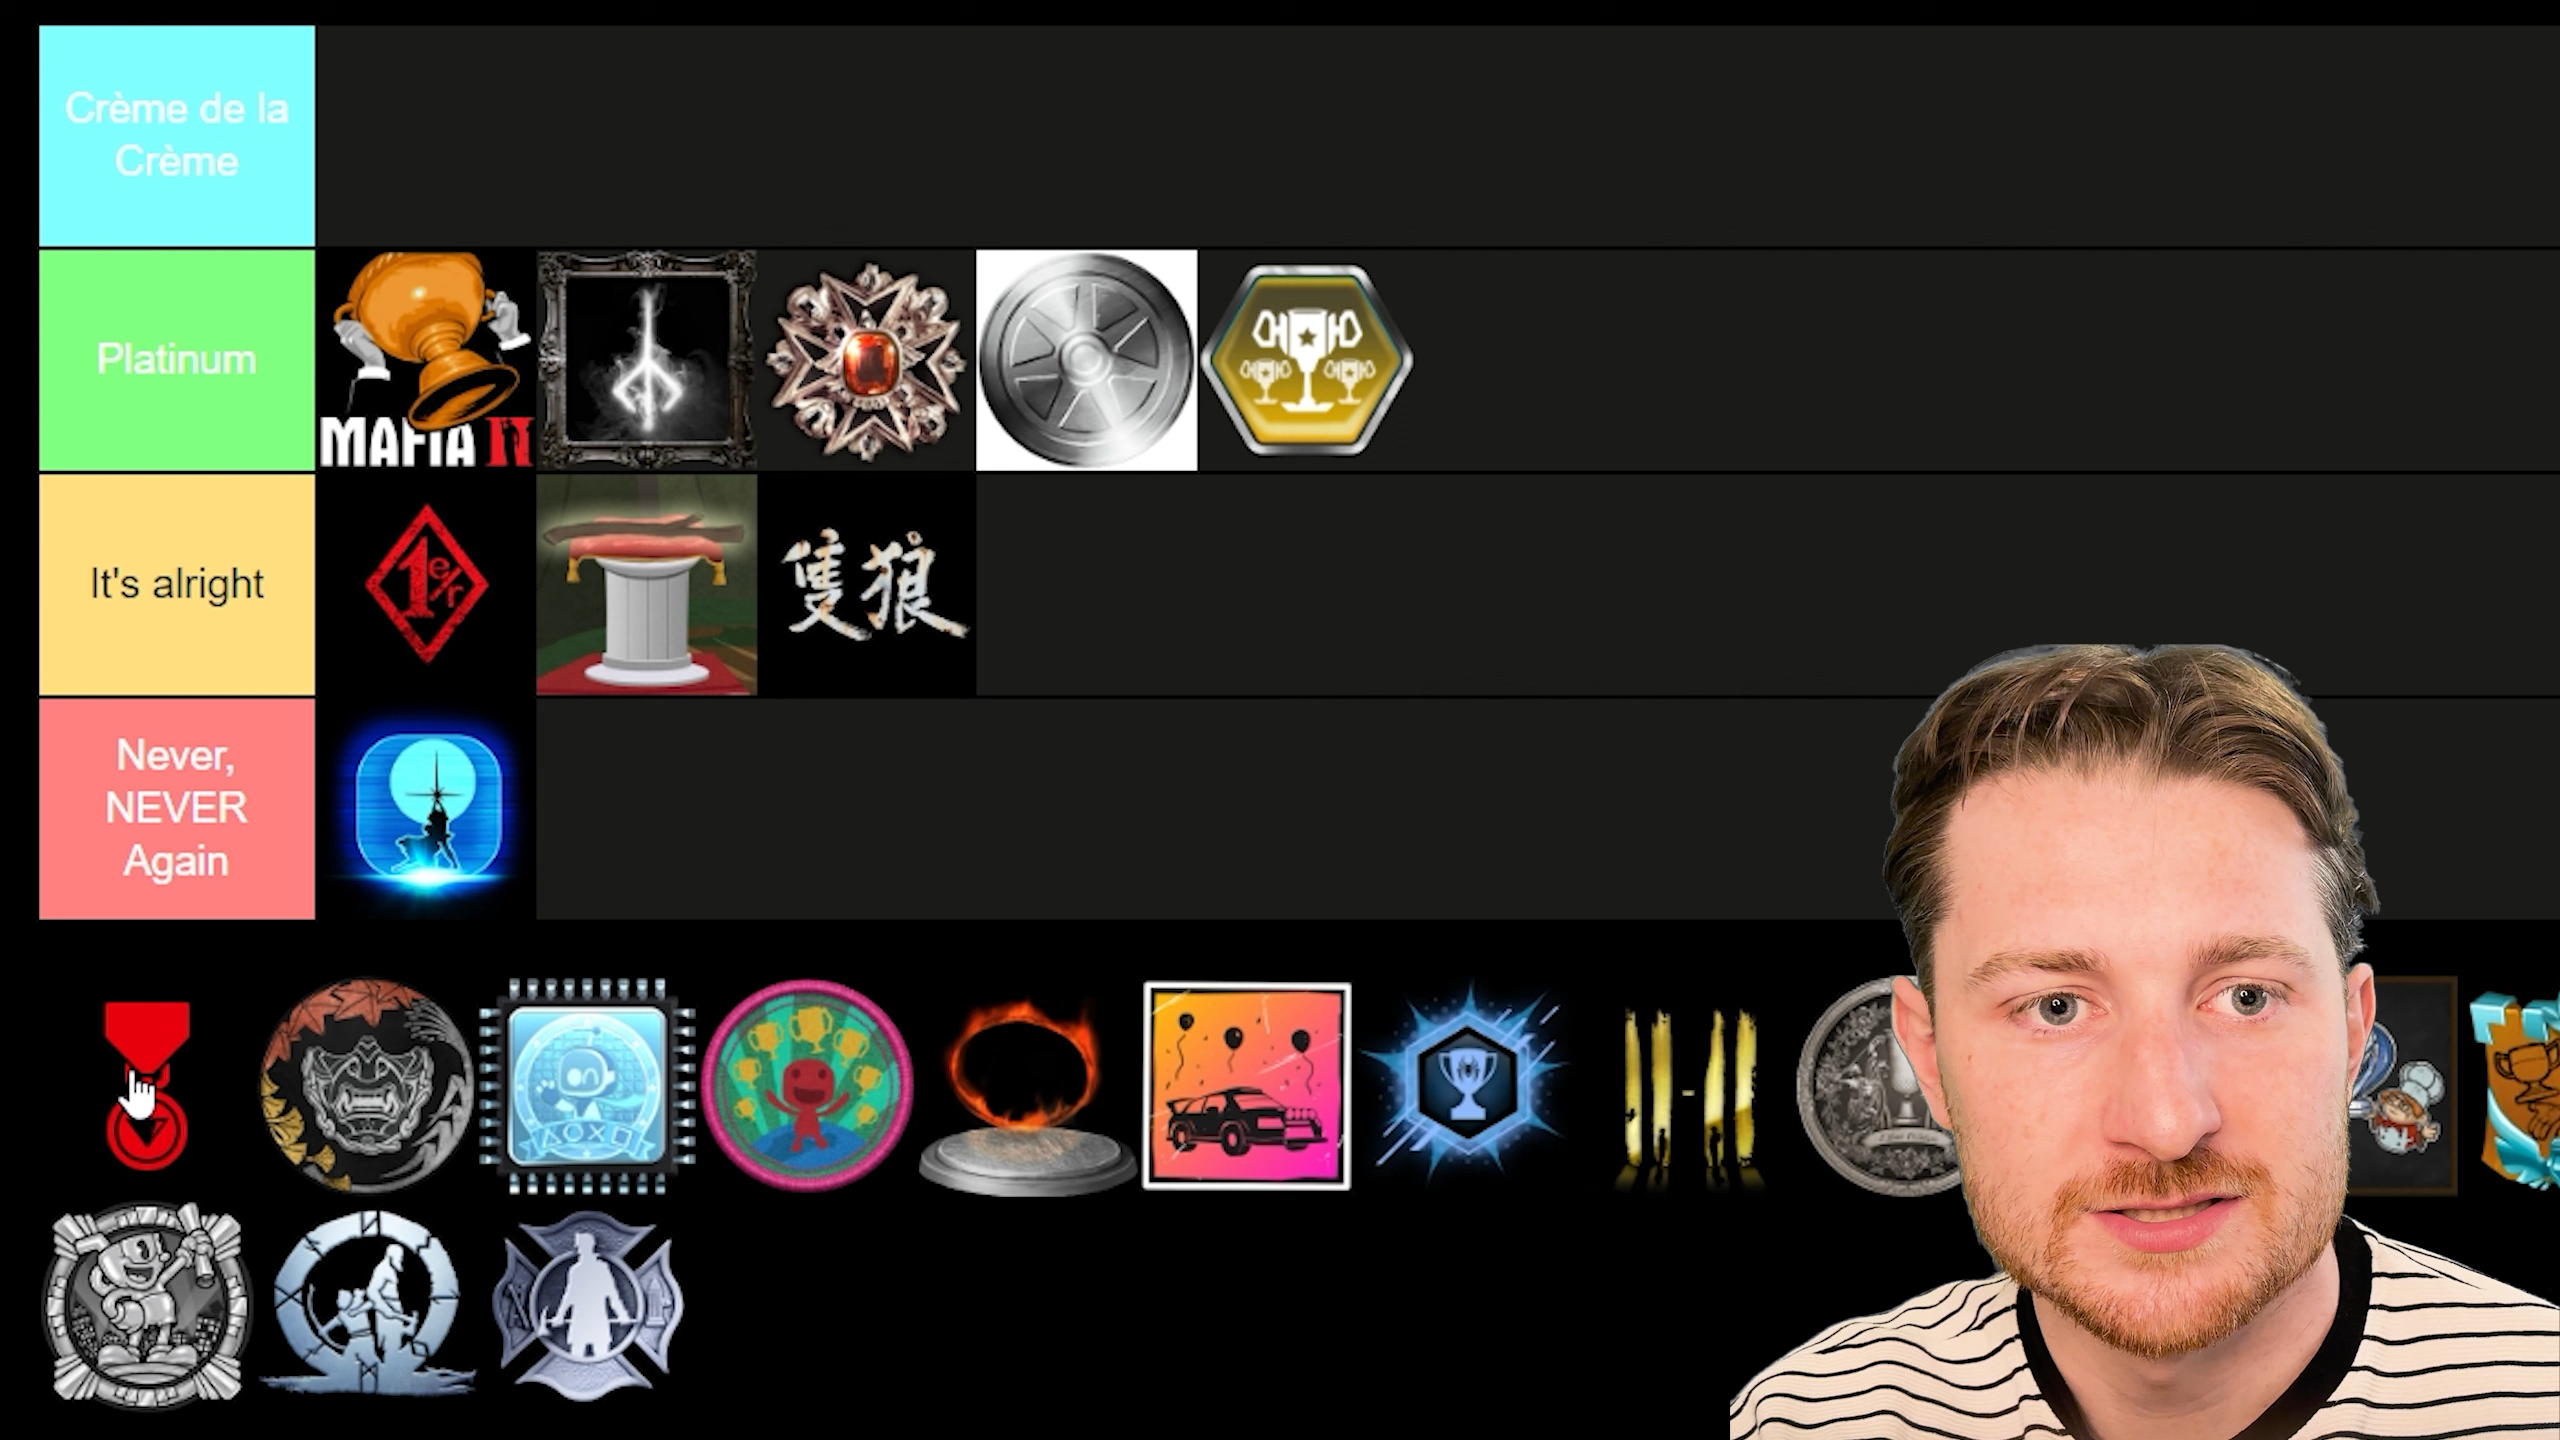 Crème de la
Crème
Platinum
MAFIA II
It's alright
1e/r
隻狼
Never,
NEVER
Again